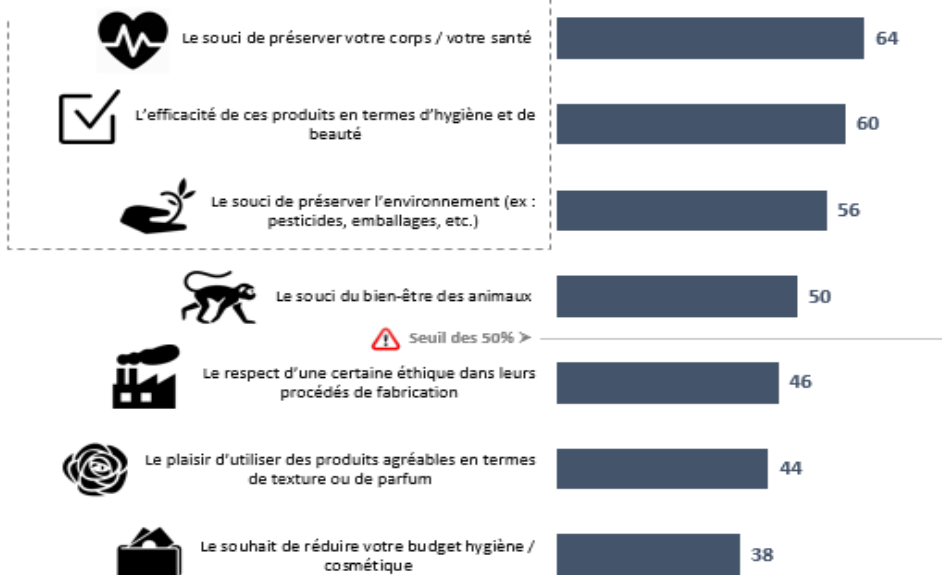 Le souci de préserver votre corps / votre santé
64
L'efficacité de ces produits en termes d'hygiène et de
beauté
60
Le souci de préserver l'environnement (ex :
pesticides, emballages, etc.)
56
Le souci du bien-être des animaux
50
Seuil des 50% ➢
Le respect d'une certaine éthique dans leurs
procédés de fabrication
46
Le plaisir d'utiliser des produits agréables en termes
de texture ou de parfum
44
Le souhait de réduire votre budget hygiène /
cosmétique
38